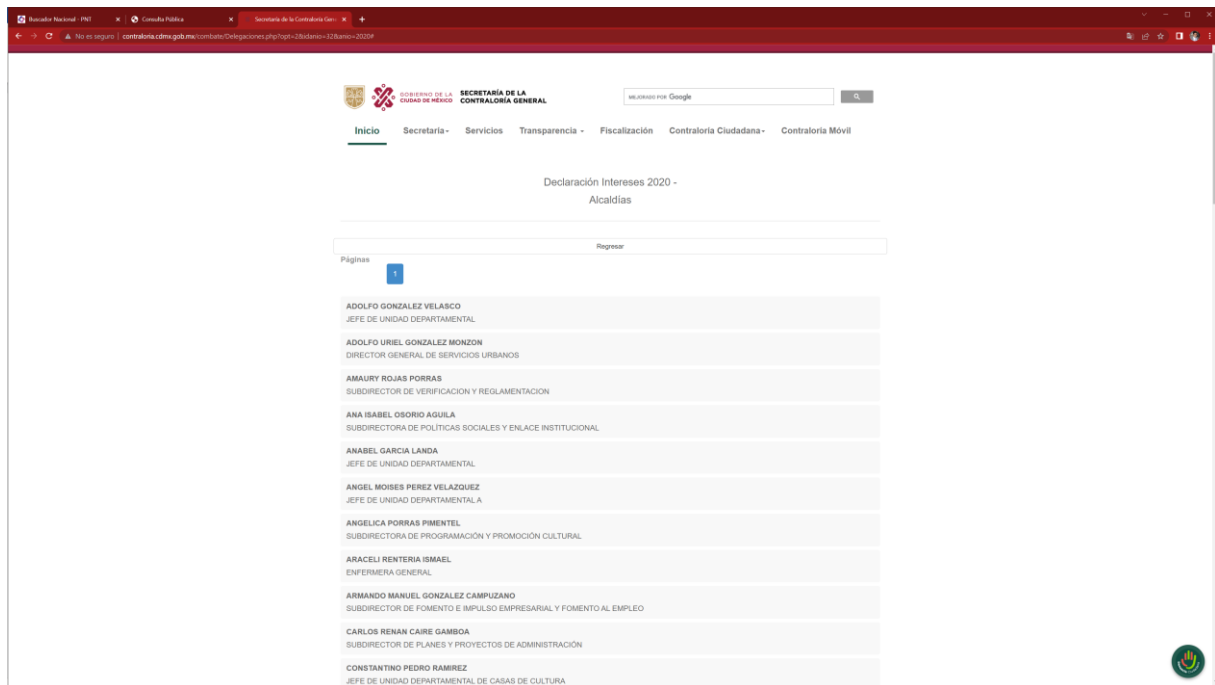 Buscador Nacional - PNT
Consulta Pública
Secretaría de la Contraloría Gene
No es seguro | contraloria.cdmx.gob.mx/combate/Delegaciones.php?opt=2&idanio=32&anio=2020#
GOBIERNO DE LA
CIUDAD DE MÉXICO
SECRETARÍA DE LA
CONTRALORÍA GENERAL
MEJORADO POR Google
Inicio Secretaría Servicios Transparencia Fiscalización Contraloría Ciudadana Contraloría Móvil
Declaración Intereses 2020 -
Alcaldías
Regresar
Páginas
1
ADOLFO GONZALEZ VELASCO
JEFE DE UNIDAD DEPARTAMENTAL
ADOLFO URIEL GONZALEZ MONZON
DIRECTOR GENERAL DE SERVICIOS URBANOS
AMAURY ROJAS PORRAS
SUBDIRECTOR DE VERIFICACION Y REGLAMENTACION
ANA ISABEL OSORIO AGUILA
SUBDIRECTORA DE POLÍTICAS SOCIALES Y ENLACE INSTITUCIONAL
ANABEL GARCIA LANDA
JEFE DE UNIDAD DEPARTAMENTAL
ANGEL MOISES PEREZ VELAZQUEZ
JEFE DE UNIDAD DEPARTAMENTAL A
ANGELICA PORRAS PIMENTEL
SUBDIRECTORA DE PROGRAMACIÓN Y PROMOCIÓN CULTURAL
ARACELI RENTERIA ISMAEL
ENFERMERA GENERAL
ARMANDO MANUEL GONZALEZ CAMPUZANO
SUBDIRECTOR DE FOMENTO E IMPULSO EMPRESARIAL Y FOMENTO AL EMPLEO
CARLOS RENAN CAIRE GAMBOA
SUBDIRECTOR DE PLANES Y PROYECTOS DE ADMINISTRACIÓN
CONSTANTINO PEDRO RAMIREZ
JEFE DE UNIDAD DEPARTAMENTAL DE CASAS DE CULTURA